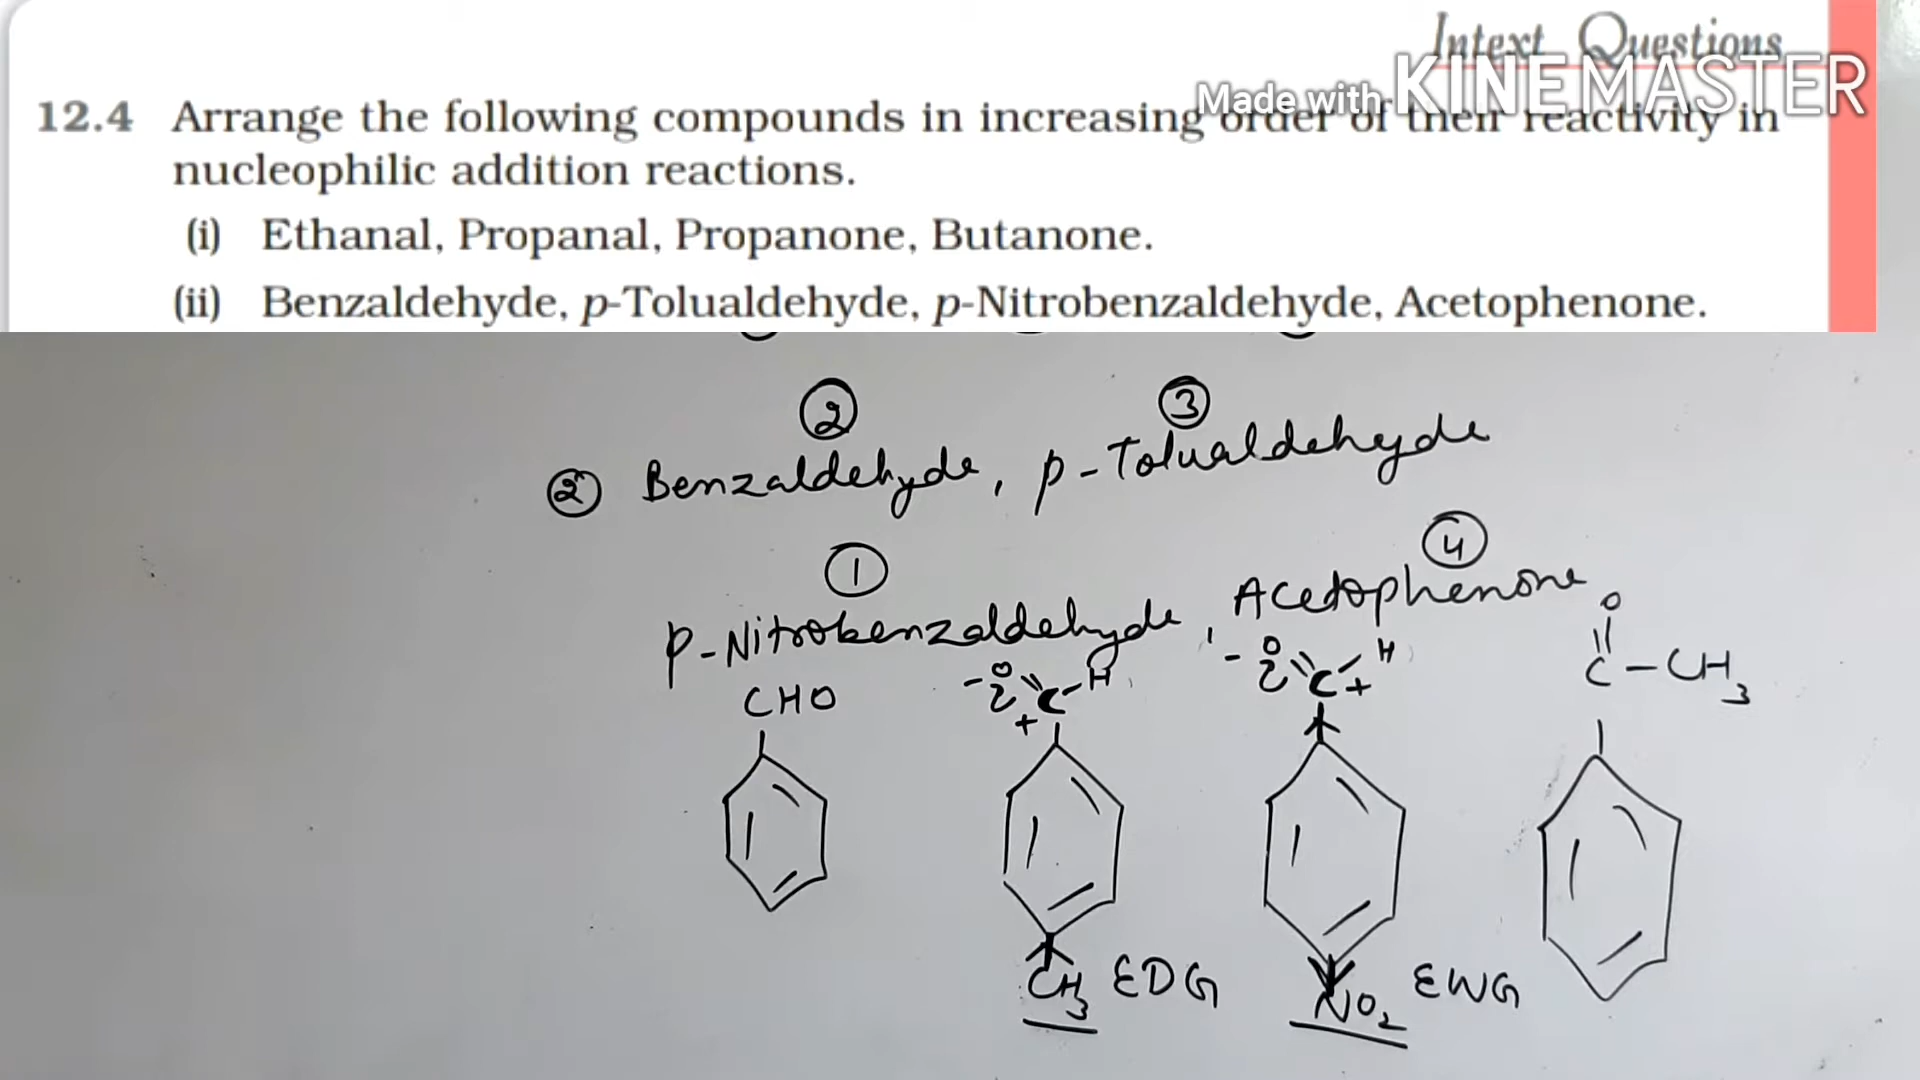 Intext Questions
Made with KINEMASTER
12.4 Arrange the following compounds in increasing order of their reactivity in
nucleophilic addition reactions.
(i) Ethanal, Propanal, Propanone, Butanone.
(ii) Benzaldehyde, p-Tolualdehyde, p-Nitrobenzaldehyde, Acetophenone.
② ③
② Benzaldehyde, p-Tolualdehyde
① ④
p-Nitrobenzaldehyde, Acetophenone
CHO - O C - H + - O C H + O C - CH3
CH3 EDG NO2 EWG